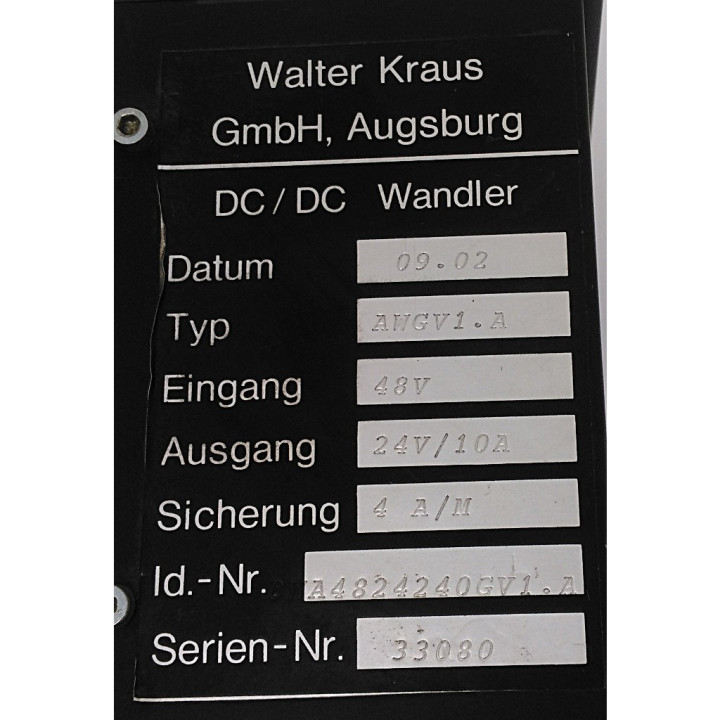 Walter Kraus
GmbH, Augsburg
DC/DC Wandler
Datum 09.02
Typ AWGV1.A
Eingang 48V
Ausgang 24V/10A
Sicherung 4 A/M
Id.-Nr.
Serien-Nr. 33080